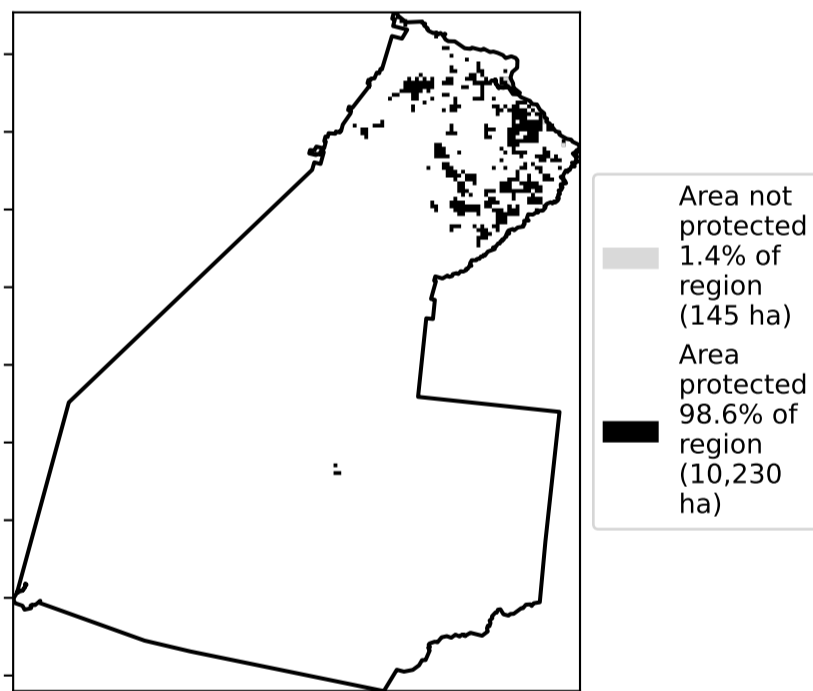 Area not
protected
1.4% of
region
(145 ha)
Area
protected
98.6% of
region
(10,230
ha)